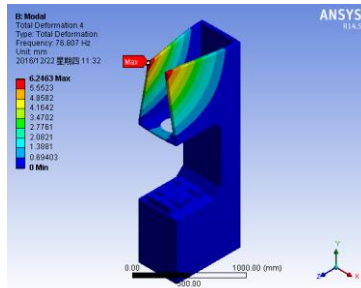 B: Modal
Total Deformation 4
Type: Total Deformation
Frequency: 76.807 Hz
Unit: mm
2016/12/22 星期四 11:32
6.2463 Max
5.5523
4.8582
4.1642
3.4702
2.7761
2.0821
1.3881
0.69403
0 Min
ANSYS
R14.5
Max
0.00
1000.00 (mm)
500.00
Y
Z
X